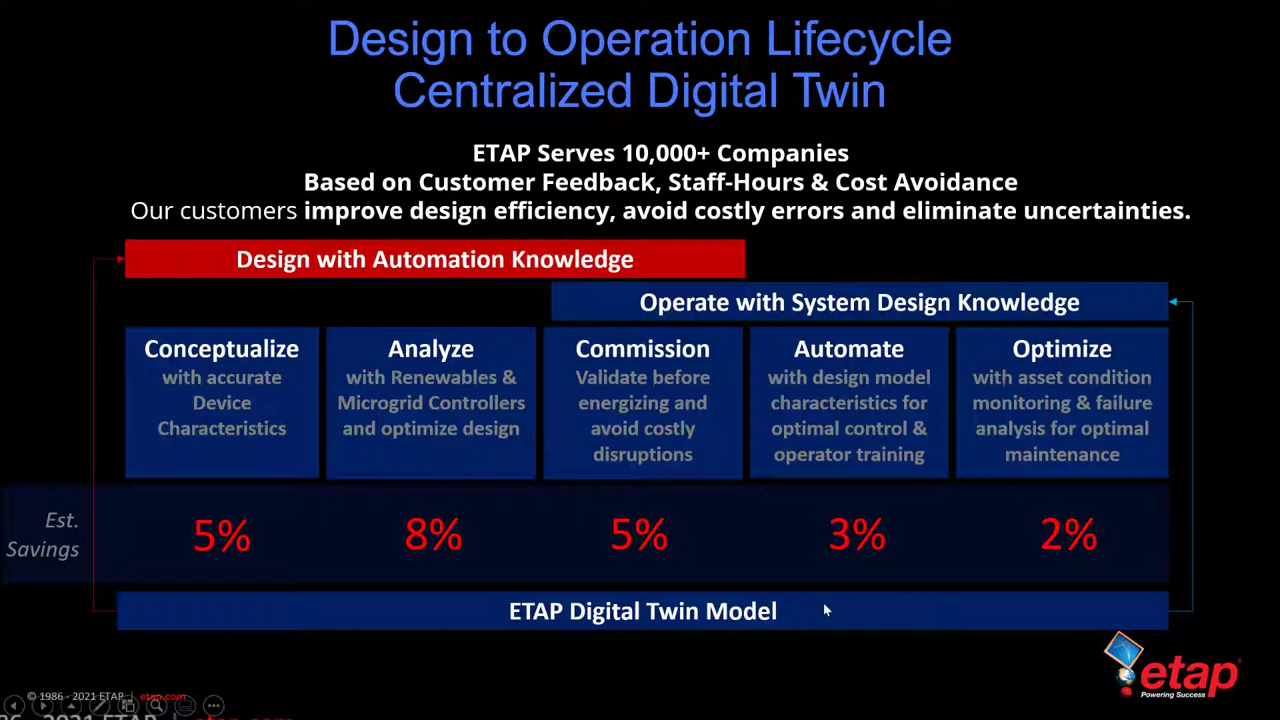 Design to Operation Lifecycle
Centralized Digital Twin
ETAP Serves 10,000+ Companies
Based on Customer Feedback, Staff-Hours & Cost Avoidance
Our customers improve design efficiency, avoid costly errors and eliminate uncertainties.
Design with Automation Knowledge
Operate with System Design Knowledge
Conceptualize
with accurate
Device
Characteristics
Analyze
with Renewables &
Microgrid Controllers
and optimize design
Commission
Validate before
energizing and
avoid costly
disruptions
Automate
with design model
characteristics for
optimal control &
operator training
Optimize
with asset condition
monitoring & failure
analysis for optimal
maintenance
Est.
Savings
5%
8%
5%
3%
2%
ETAP Digital Twin Model
etap®
Powering Success™
© 1986 - 2021 ETAP | etap.com